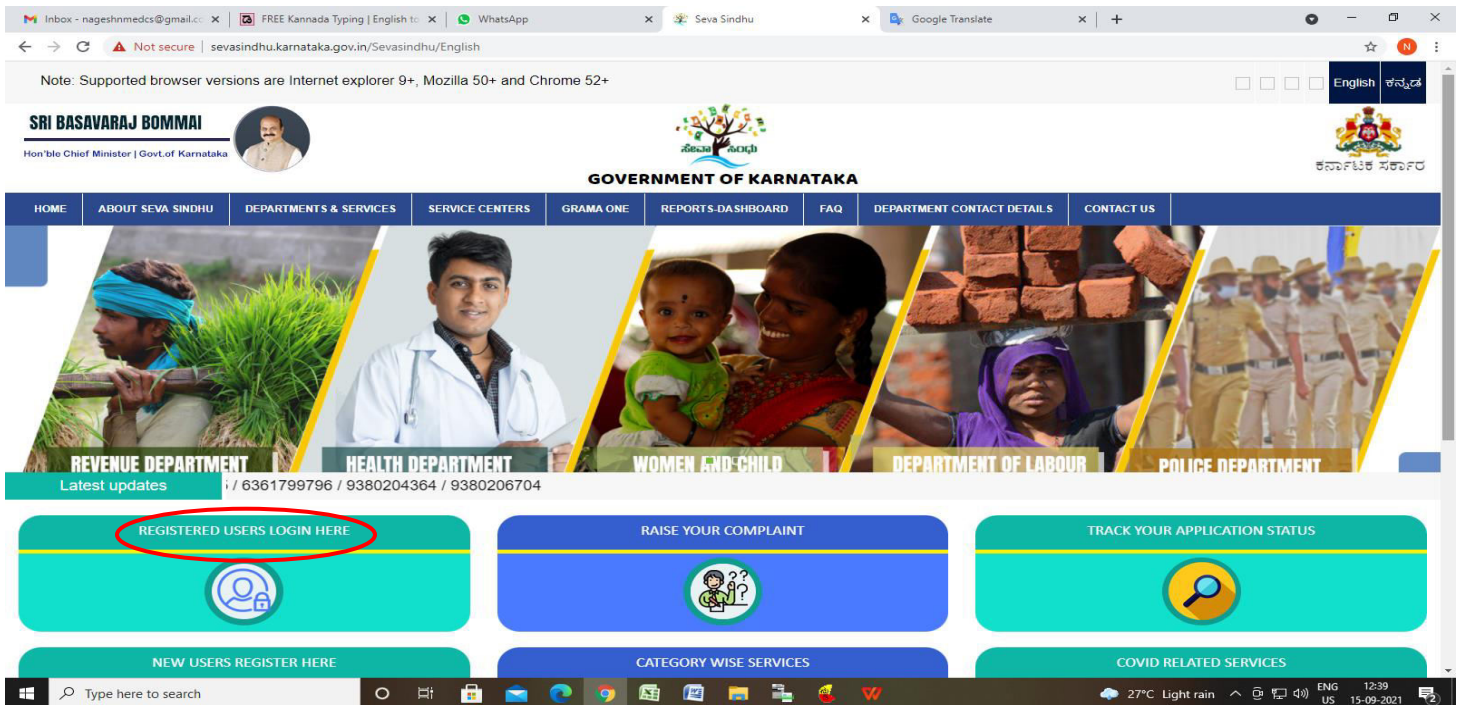 Inbox - nageshnmedcs@gmail.cc
FREE Kannada Typing | English to
WhatsApp
Seva Sindhu
Google Translate
Not secure | sevasindhu.karnataka.gov.in/Sevasindhu/English
N
Note: Supported browser versions are Internet explorer 9+, Mozilla 50+ and Chrome 52+
English ಕನ್ನಡ
SRI BASAVARAJ BOMMAI
Hon'ble Chief Minister | Govt.of Karnataka
ಸೇವಾ ಸಿಂಧು
GOVERNMENT OF KARNATAKA
ಕರ್ನಾಟಕ ಸರ್ಕಾರ
HOME ABOUT SEVA SINDHU DEPARTMENTS & SERVICES SERVICE CENTERS GRAMA ONE REPORTS-DASHBOARD FAQ DEPARTMENT CONTACT DETAILS CONTACT US
REVENUE DEPARTMENT HEALTH DEPARTMENT WOMEN AND CHILD DEPARTMENT OF LABOUR POLICE DEPARTMENT
Latest updates / 6361799796 / 9380204364 / 9380206704
REGISTERED USERS LOGIN HERE RAISE YOUR COMPLAINT TRACK YOUR APPLICATION STATUS
NEW USERS REGISTER HERE CATEGORY WISE SERVICES COVID RELATED SERVICES
Type here to search
27°C Light rain
ENG
US
12:39
15-09-2021
2